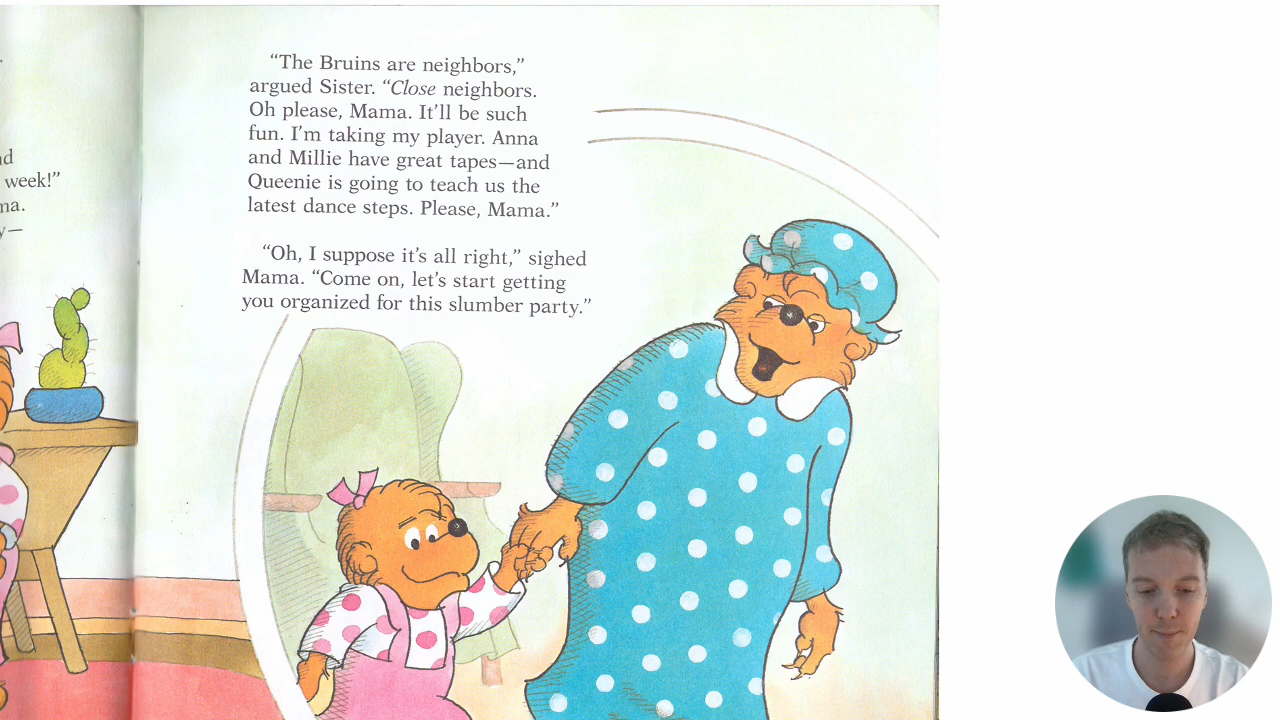 nd
week!”
ma.
y—
“The Bruins are neighbors,”
argued Sister. “Close neighbors.
Oh please, Mama. It’ll be such
fun. I’m taking my player. Anna
and Millie have great tapes—and
Queenie is going to teach us the
latest dance steps. Please, Mama.”
“Oh, I suppose it’s all right,” sighed
Mama. “Come on, let’s start getting
you organized for this slumber party.”